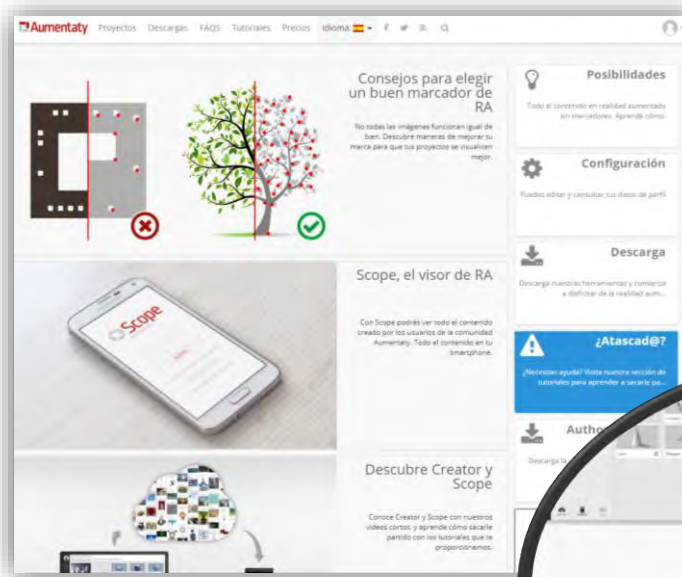 Aumentaty Proyectos Descargas FAQS Tutoriales Precios Idioma:
Consejos para elegir
un buen marcador de
RA
No todas las imágenes funcionan igual de
bien. Descubre maneras de mejorar tu
marca para que tus proyectos se visualicen
mejor.
Scope, el visor de RA
Con Scope podrás ver todo el contenido
creado por los usuarios de la comunidad
Aumentaty. Todo el contenido en tu
smartphone.
Scope
Descubre Creator y
Scope
Conoce Creator y Scope con nuestros
videos cortos, y aprende cómo sacarle
partido con los tutoriales que te
proporcionamos.
Posibilidades
Todo el contenido en realidad aumentada
sin marcadores. Aprende cómo.
Configuración
Puedes editar y consultar tus datos de perfil
Descarga
Descarga nuestras herramientas y comienza
a disfrutar de la realidad aum...
¿Atascad@?
¿Necesitas ayuda? Visita nuestra sección de
tutoriales para aprender a sacarle pa...
Autho
Descarga la